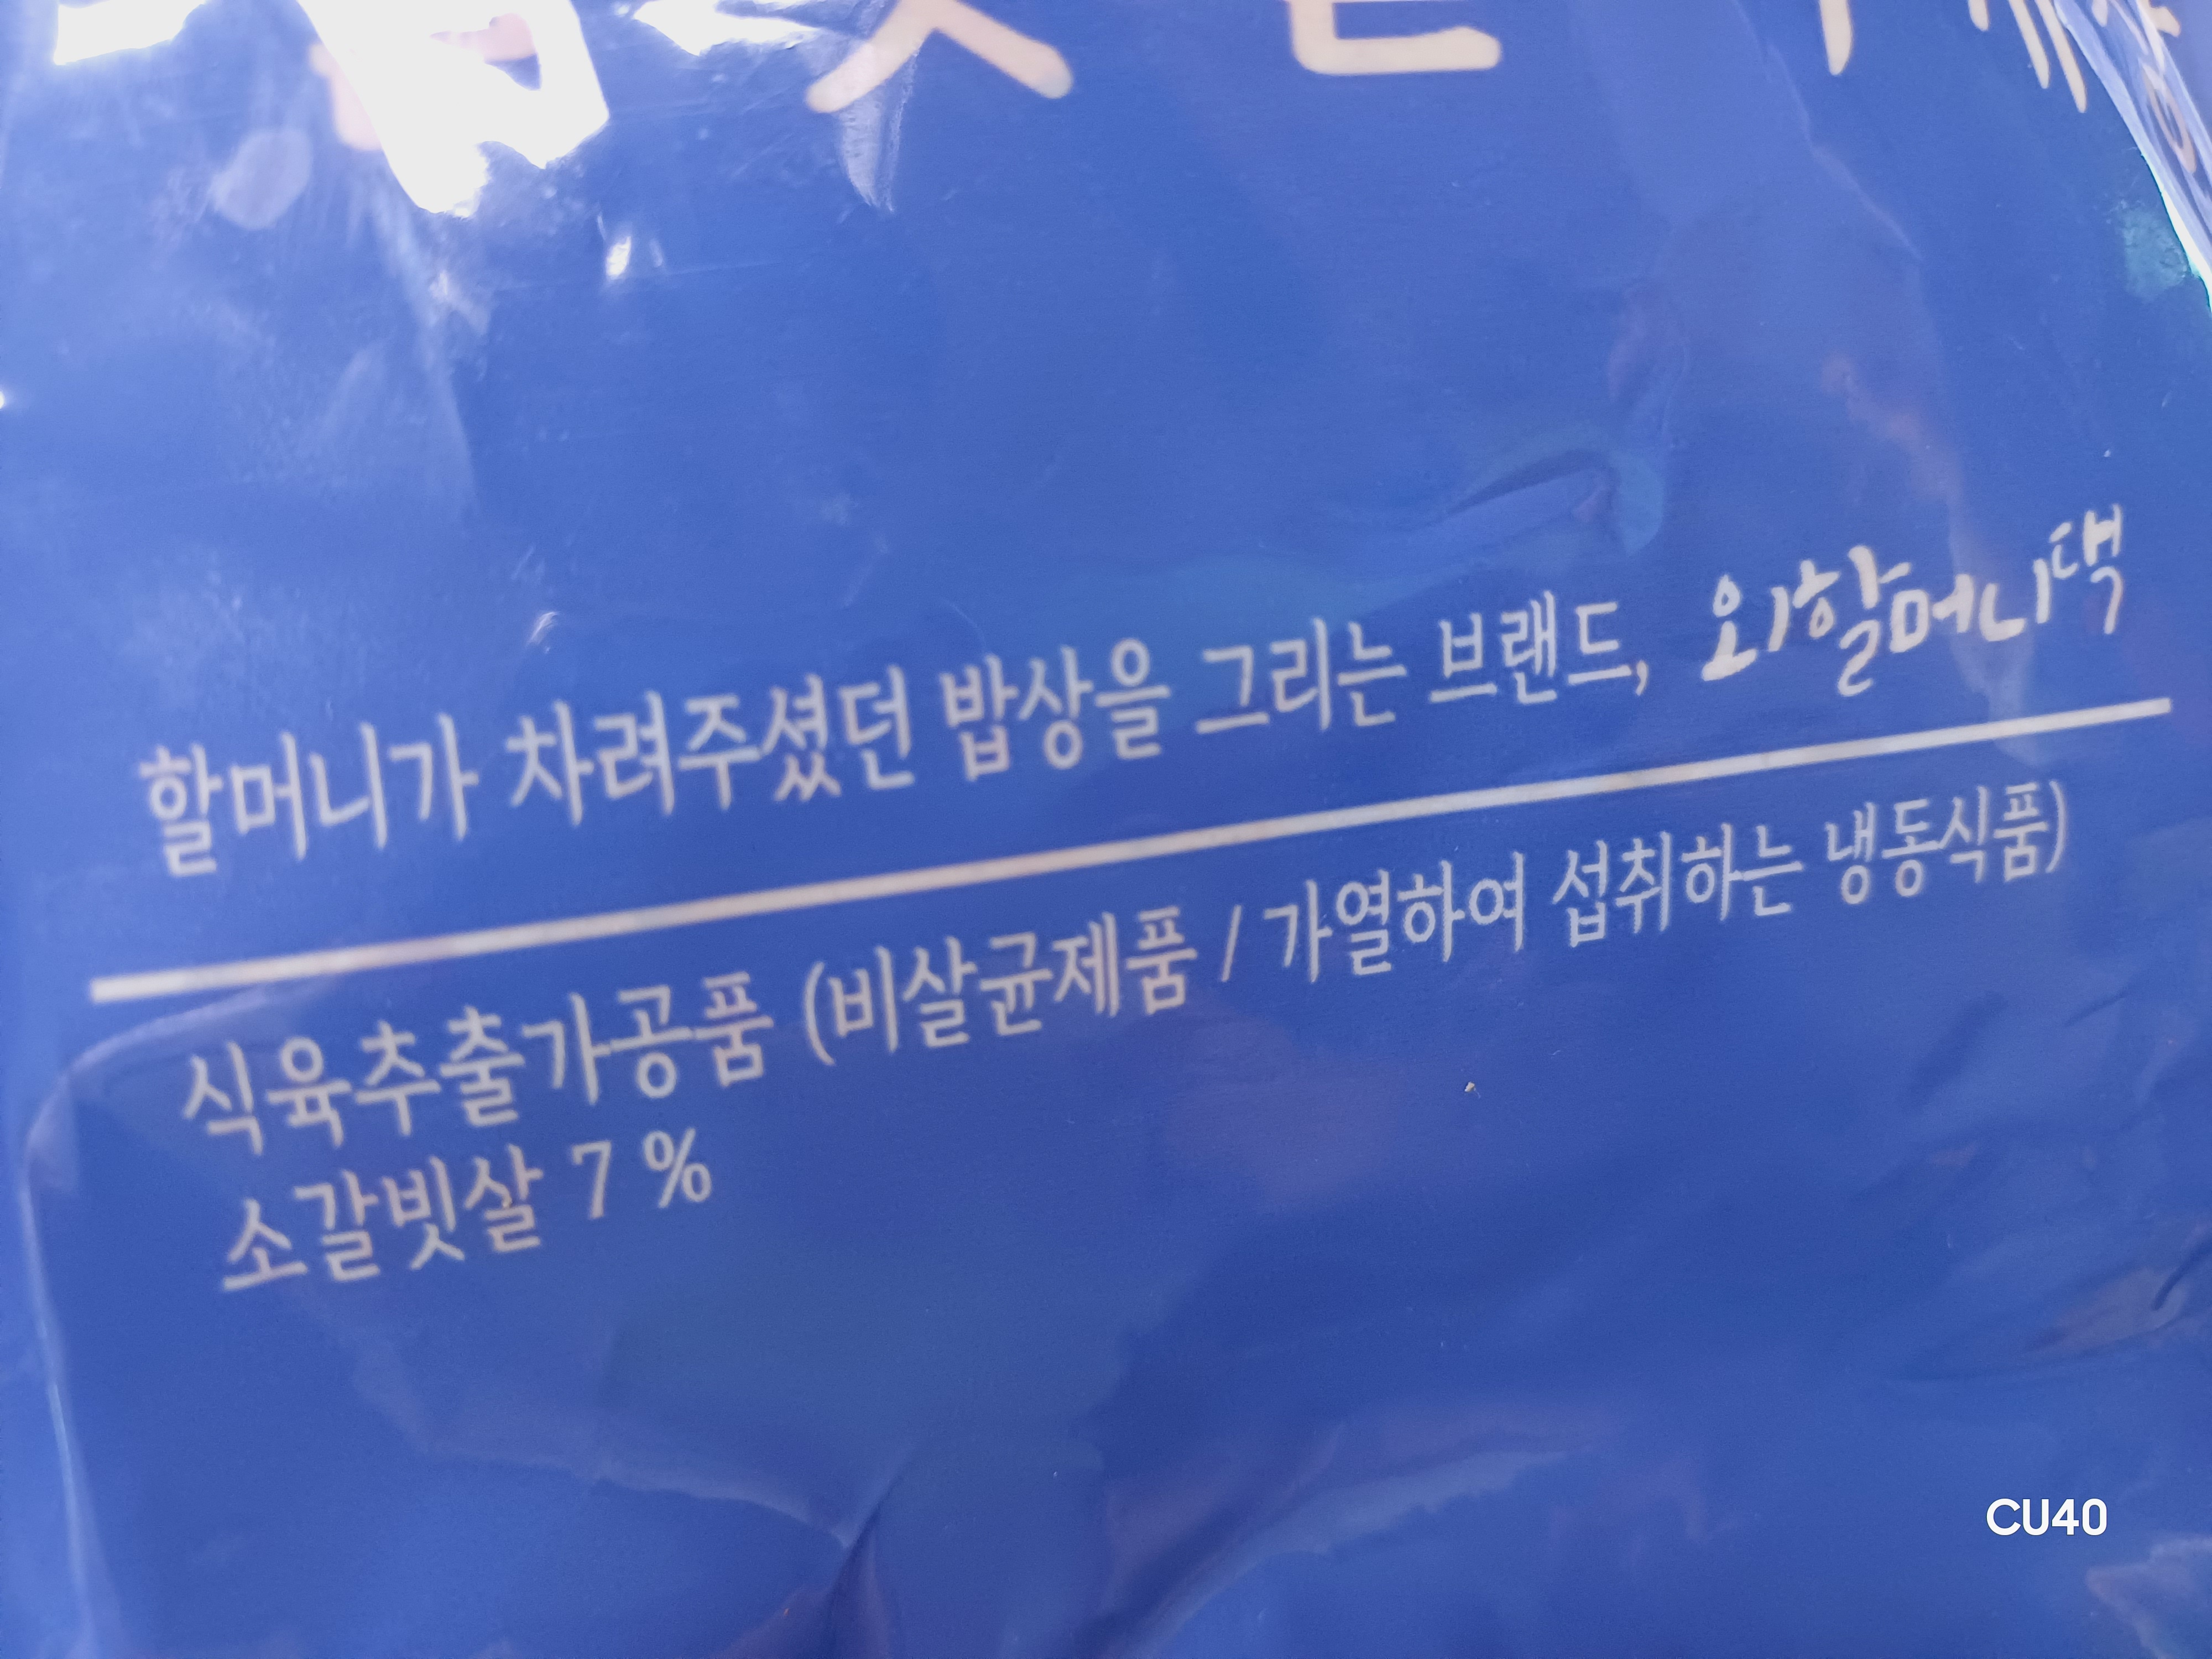 할머니가 차려주셨던 밥상을 그리는 브랜드, 외할머니댁
식육추출가공품 (비살균제품 / 가열하여 섭취하는 냉동식품)
소갈빗살 7 %
CU40